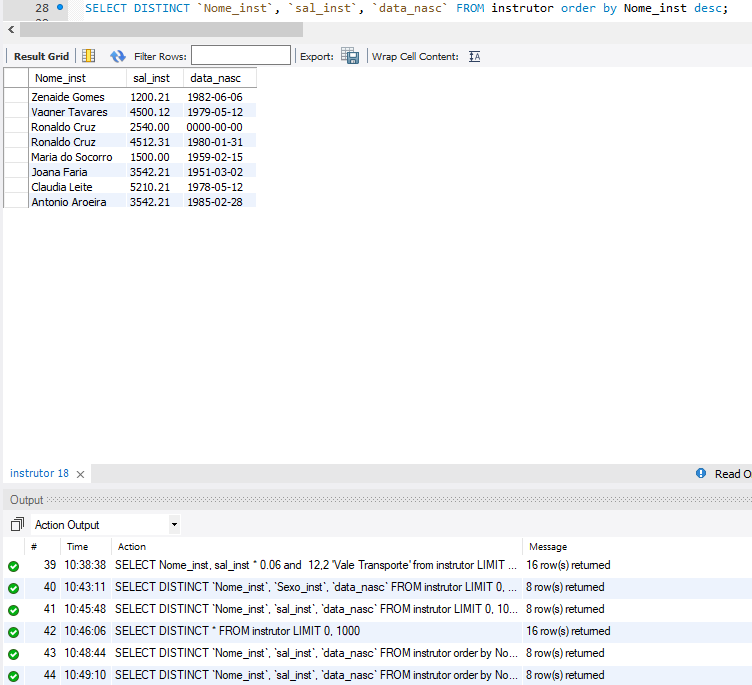 28 SELECT DISTINCT `Nome_inst`, `sal_inst`, `data_nasc` FROM instrutor order by Nome_inst desc;
Result Grid Filter Rows: Export: Wrap Cell Content:
Nome_inst sal_inst data_nasc
Zenaide Gomes 1200.21 1982-06-06
Vagner Tavares 4500.12 1979-05-12
Ronaldo Cruz 2540.00 0000-00-00
Ronaldo Cruz 4512.31 1980-01-31
Maria do Socorro 1500.00 1959-02-15
Joana Faria 3542.21 1951-03-02
Claudia Leite 5210.21 1978-05-12
Antonio Aroeira 3542.21 1985-02-28
instrutor 18 Read O
Output
Action Output
# Time Action Message
39 10:38:38 SELECT Nome_inst, sal_inst * 0.06 and 12,2 'Vale Transporte' from instrutor LIMIT ... 16 row(s) returned
40 10:43:11 SELECT DISTINCT `Nome_inst`, `Sexo_inst`, `data_nasc` FROM instrutor LIMIT 0, ... 8 row(s) returned
41 10:45:48 SELECT DISTINCT `Nome_inst`, `sal_inst`, `data_nasc` FROM instrutor LIMIT 0, 10... 8 row(s) returned
42 10:46:06 SELECT DISTINCT * FROM instrutor LIMIT 0, 1000 16 row(s) returned
43 10:48:44 SELECT DISTINCT `Nome_inst`, `sal_inst`, `data_nasc` FROM instrutor order by No... 8 row(s) returned
44 10:49:10 SELECT DISTINCT `Nome_inst`, `sal_inst`, `data_nasc` FROM instrutor order by No... 8 row(s) returned